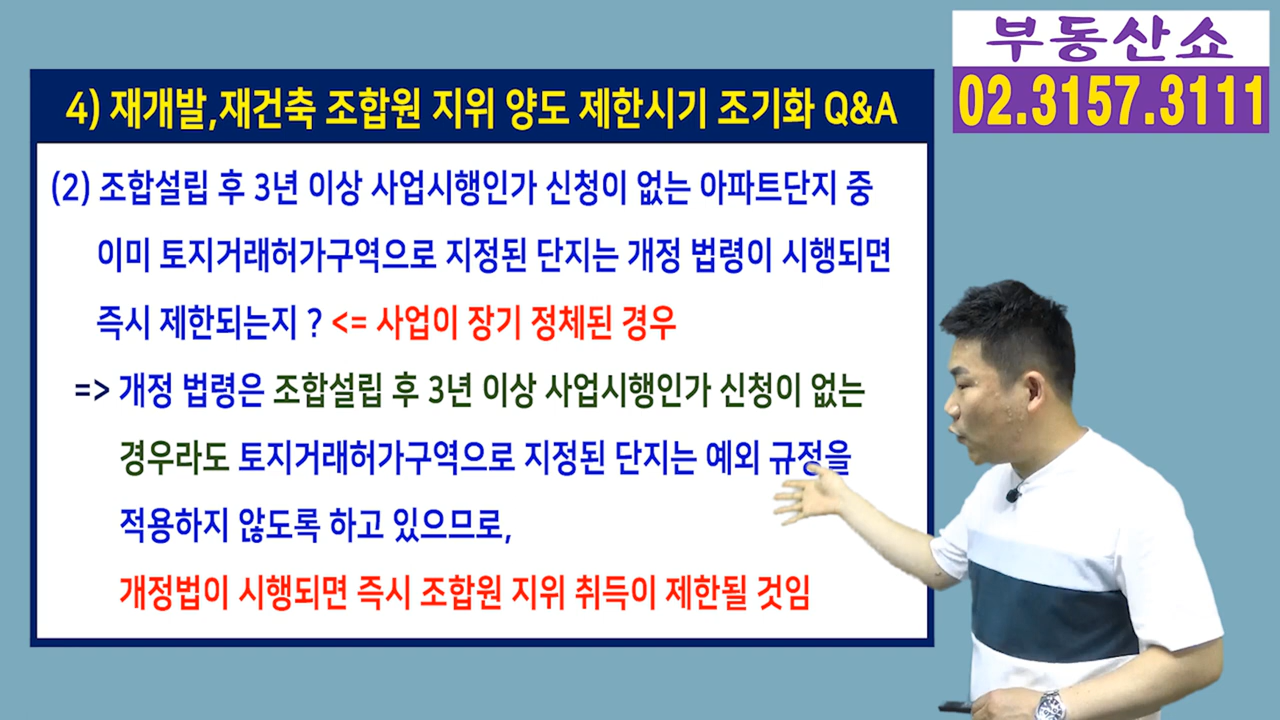 부동산쇼
02.3157.3111
4) 재개발,재건축 조합원 지위 양도 제한시기 조기화 Q&A
(2) 조합설립 후 3년 이상 사업시행인가 신청이 없는 아파트단지 중
이미 토지거래허가구역으로 지정된 단지는 개정 법령이 시행되면
즉시 제한되는지 ? <= 사업이 장기 정체된 경우
=> 개정 법령은 조합설립 후 3년 이상 사업시행인가 신청이 없는
경우라도 토지거래허가구역으로 지정된 단지는 예외 규정을
적용하지 않도록 하고 있으므로,
개정법이 시행되면 즉시 조합원 지위 취득이 제한될 것임